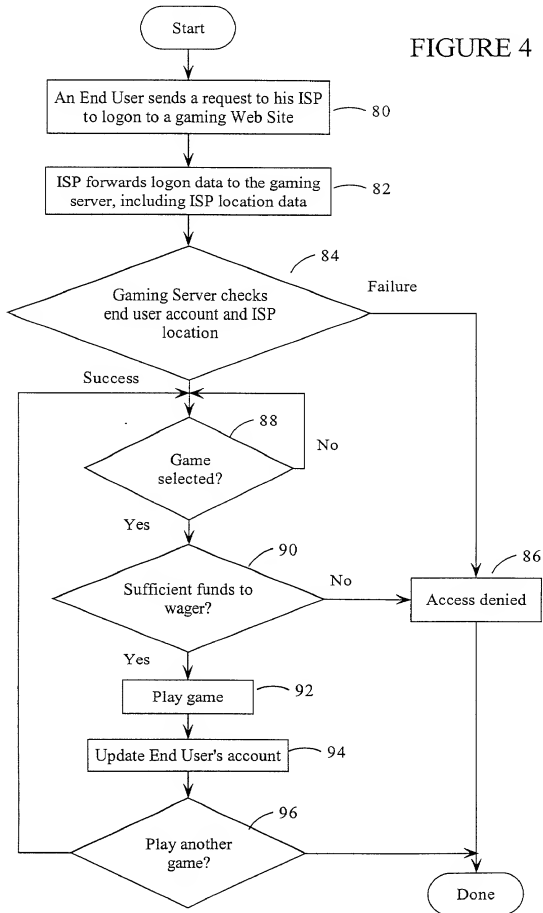 Start
FIGURE 4
An End User sends a request to his ISP
to logon to a gaming Web Site
80
ISP forwards logon data to the gaming
server, including ISP location data
82
84
Gaming Server checks
end user account and ISP
location
Failure
Success
88
Game
selected?
No
Yes
90
Sufficient funds to
wager?
No
86
Access denied
Yes
Play game
92
Update End User's account
94
96
Play another
game?
Done